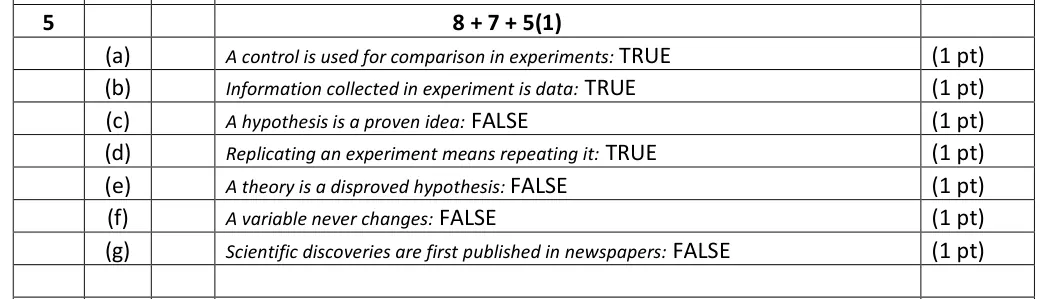 5 8 + 7 + 5(1)
(a) A control is used for comparison in experiments: TRUE (1 pt)
(b) Information collected in experiment is data: TRUE (1 pt)
(c) A hypothesis is a proven idea: FALSE (1 pt)
(d) Replicating an experiment means repeating it: TRUE (1 pt)
(e) A theory is a disproved hypothesis: FALSE (1 pt)
(f) A variable never changes: FALSE (1 pt)
(g) Scientific discoveries are first published in newspapers: FALSE (1 pt)